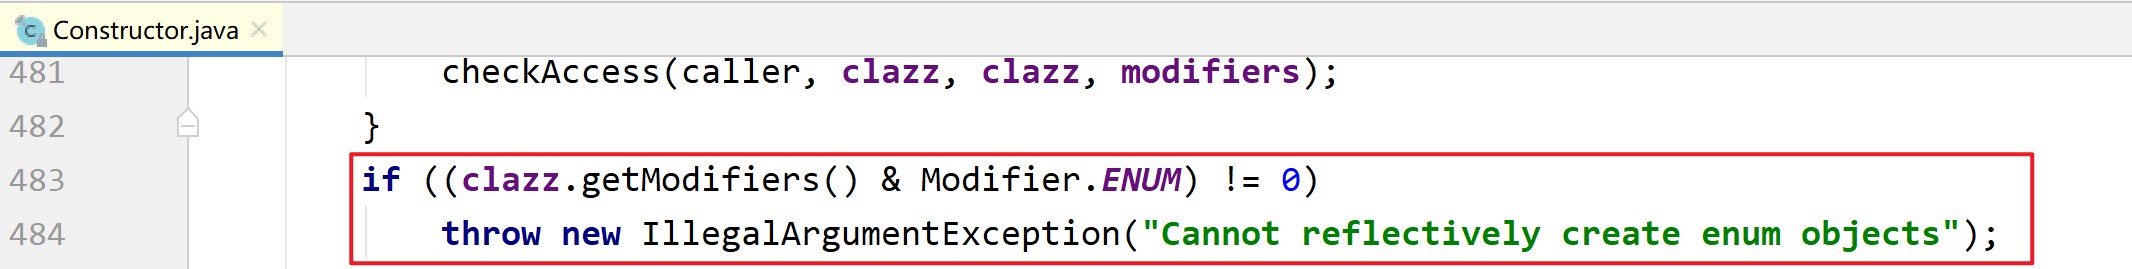 Constructor.java
481 checkAccess(caller, clazz, clazz, modifiers);
482 }
483 if ((clazz.getModifiers() & Modifier.ENUM) != 0)
484 throw new IllegalArgumentException("Cannot reflectively create enum objects");